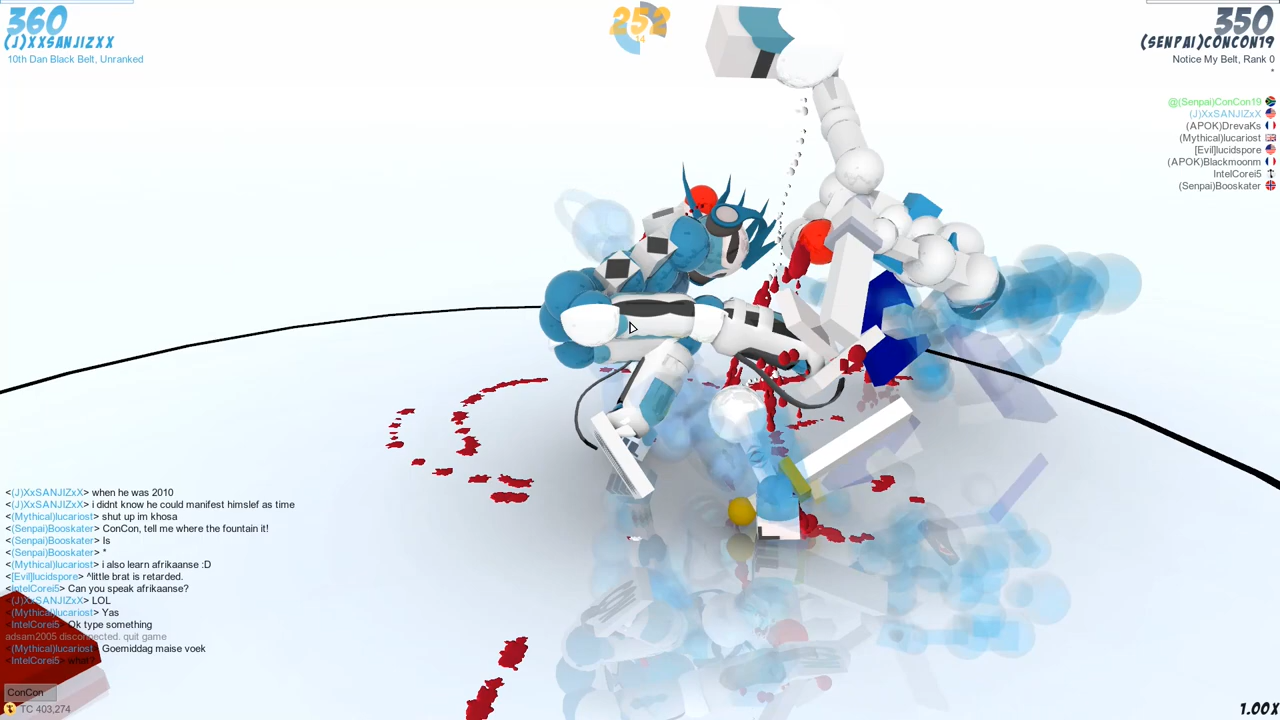 360
(J)XXSANJIZXX
10th Dan Black Belt, Unranked
252
14
350
(SENPAI)CONCON19
Notice My Belt, Rank 0
*
@(Senpai)ConCon19
(J)XxSANJIZxX
(APOK)DrevaKs
(Mythical)lucariost
[Evil]lucidspore
(APOK)Blackmoonm
IntelCorei5
(Senpai)Booskater
<(J)XxSANJIZxX> when he was 2010
<(J)XxSANJIZxX> i didnt know he could manifest himslef as time
<(Mythical)lucariost> shut up im khosa
<(Senpai)Booskater> ConCon, tell me where the fountain it!
<(Senpai)Booskater> Is
<(Senpai)Booskater> *
<(Mythical)lucariost> i also learn afrikaanse :D
<[Evil]lucidspore> ^little brat is retarded.
<IntelCorei5> Can you speak afrikaanse?
<(J)XxSANJIZxX> LOL
<(Mythical)lucariost> Yas
<IntelCorei5> Ok type something
adsam2005 disconnected. quit game
<(Mythical)lucariost> Goemiddag maise voek
<IntelCorei5> what?
ConCon
TC 403,274
1.00X